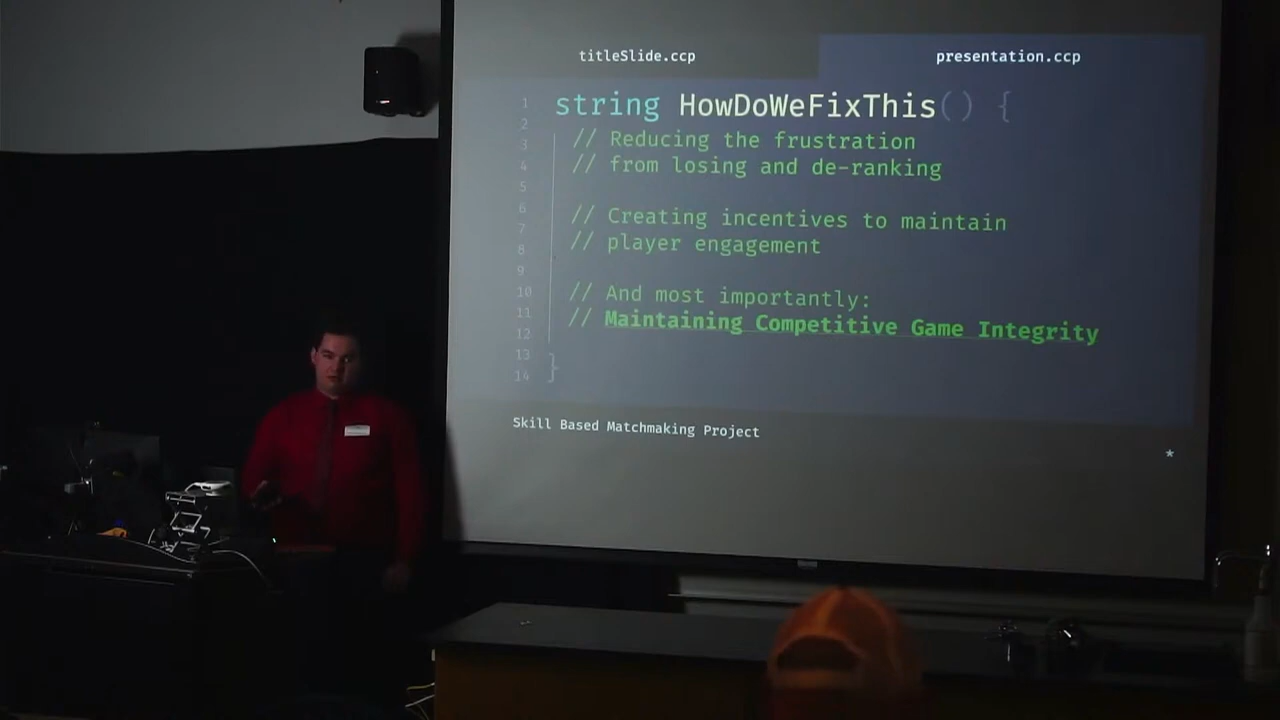 titleSlide.ccp
presentation.ccp
1 string HowDoWeFixThis() {
2
3 // Reducing the frustration
4 // from losing and de-ranking
5
6 // Creating incentives to maintain
7
8 // player engagement
9
10 // And most importantly:
11 // Maintaining Competitive Game Integrity
12
13 }
14
Skill Based Matchmaking Project
*